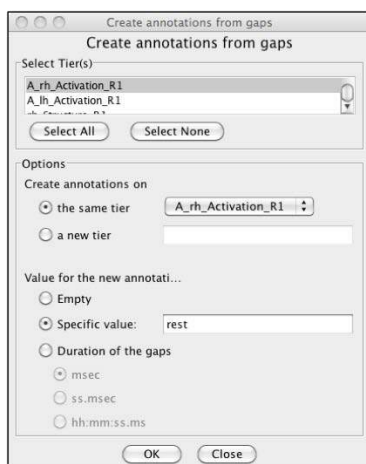 Create annotations from gaps
Create annotations from gaps
Select Tier(s)
A_rh_Activation_R1
A_lh_Activation_R1
rh_Structure_R1
Select All Select None
Options
Create annotations on
the same tier A_rh_Activation_R1
a new tier
Value for the new annotati...
Empty
Specific value: rest
Duration of the gaps
msec
ss.msec
hh:mm:ss.ms
OK Close